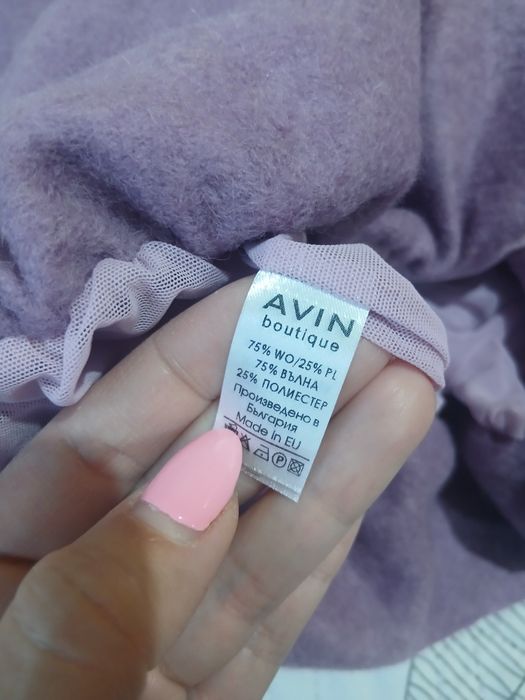 AVIN
boutique
75% WO/25% PL
75% ВЪЛНА
25% ПОЛИЕСТЕР
Произведено в
България
Made in EU
P